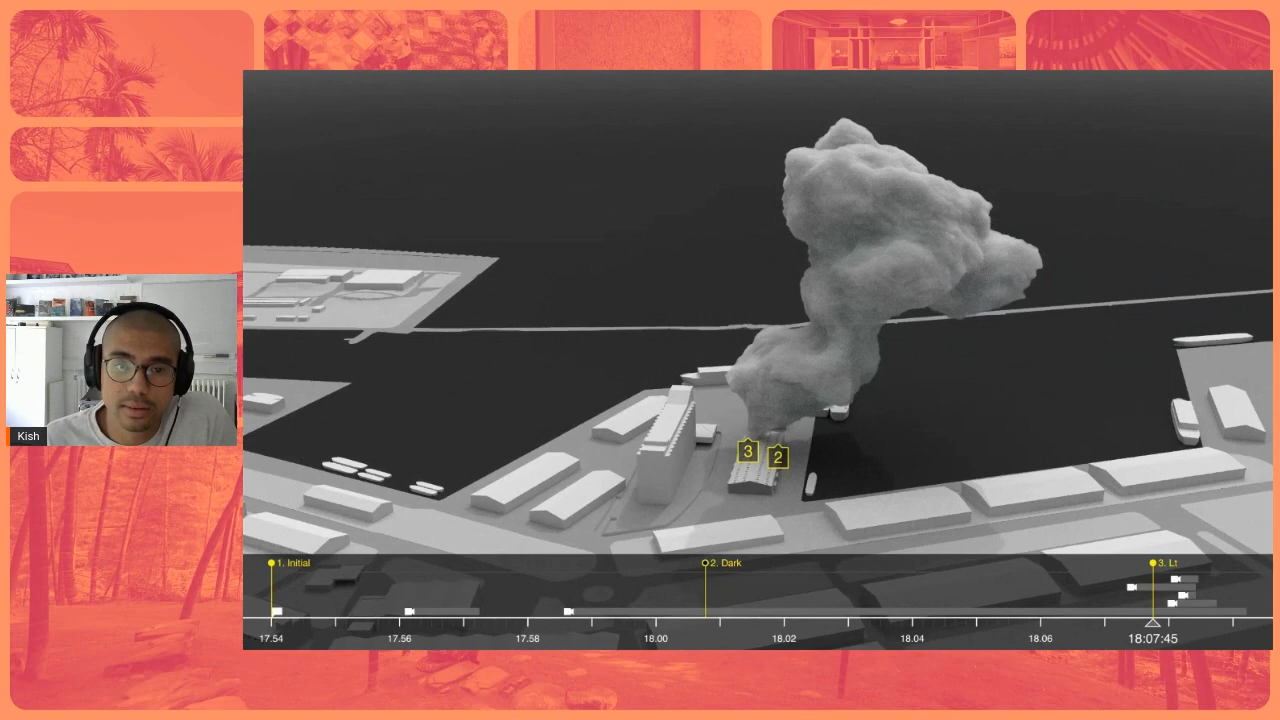 3
2
Kish
1. Initial
2. Dark
3. Lt
17.54
17.56
17.58
18.00
18.02
18.04
18.06
18:07:45